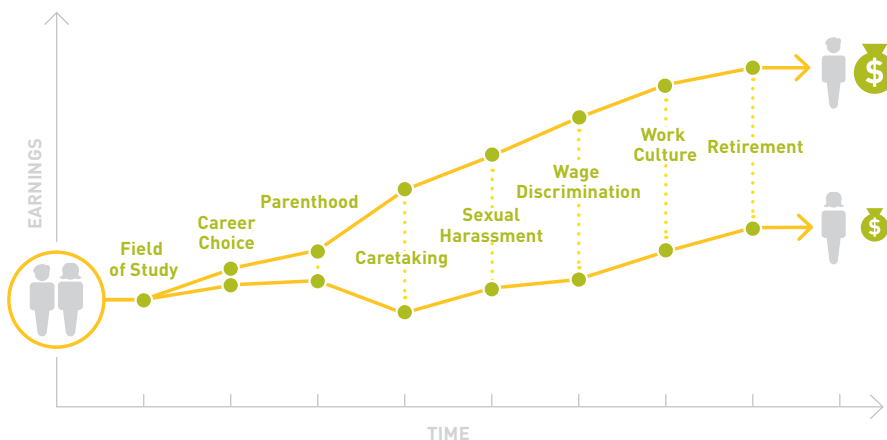 EARNINGS
Field
of Study
Career
Choice
Parenthood
Caretaking
Sexual
Harassment
Wage
Discrimination
Work
Culture
Retirement
$
$
TIME